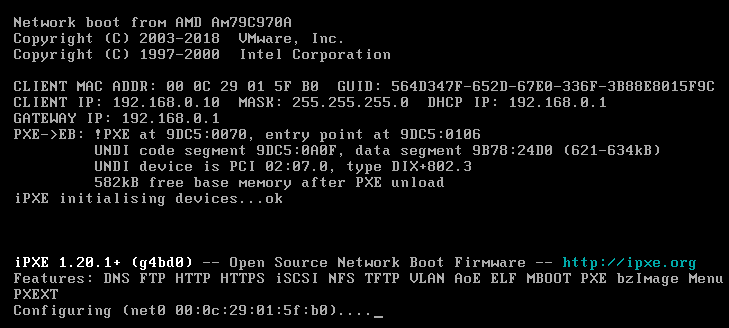 Network boot from AMD Am79C970A
Copyright (C) 2003-2018  VMware, Inc.
Copyright (C) 1997-2000  Intel Corporation
CLIENT MAC ADDR: 00 0C 29 01 5F B0  GUID: 564D347F-652D-67E0-336F-3B88E8015F9C
CLIENT IP: 192.168.0.10  MASK: 255.255.255.0  DHCP IP: 192.168.0.1
GATEWAY IP: 192.168.0.1
PXE->EB: !PXE at 9DC5:0070, entry point at 9DC5:0106
UNDI code segment 9DC5:0A0F, data segment 9B78:24D0 (621-634kB)
UNDI device is PCI 02:07.0, type DIX+802.3
582kB free base memory after PXE unload
iPXE initialising devices...ok
iPXE 1.20.1+ (g4bd0) -- Open Source Network Boot Firmware -- http://ipxe.org
Features: DNS FTP HTTP HTTPS iSCSI NFS TFTP VLAN AoE ELF MBOOT PXE bzImage Menu
PXEXT
Configuring (net0 00:0c:29:01:5f:b0)...._